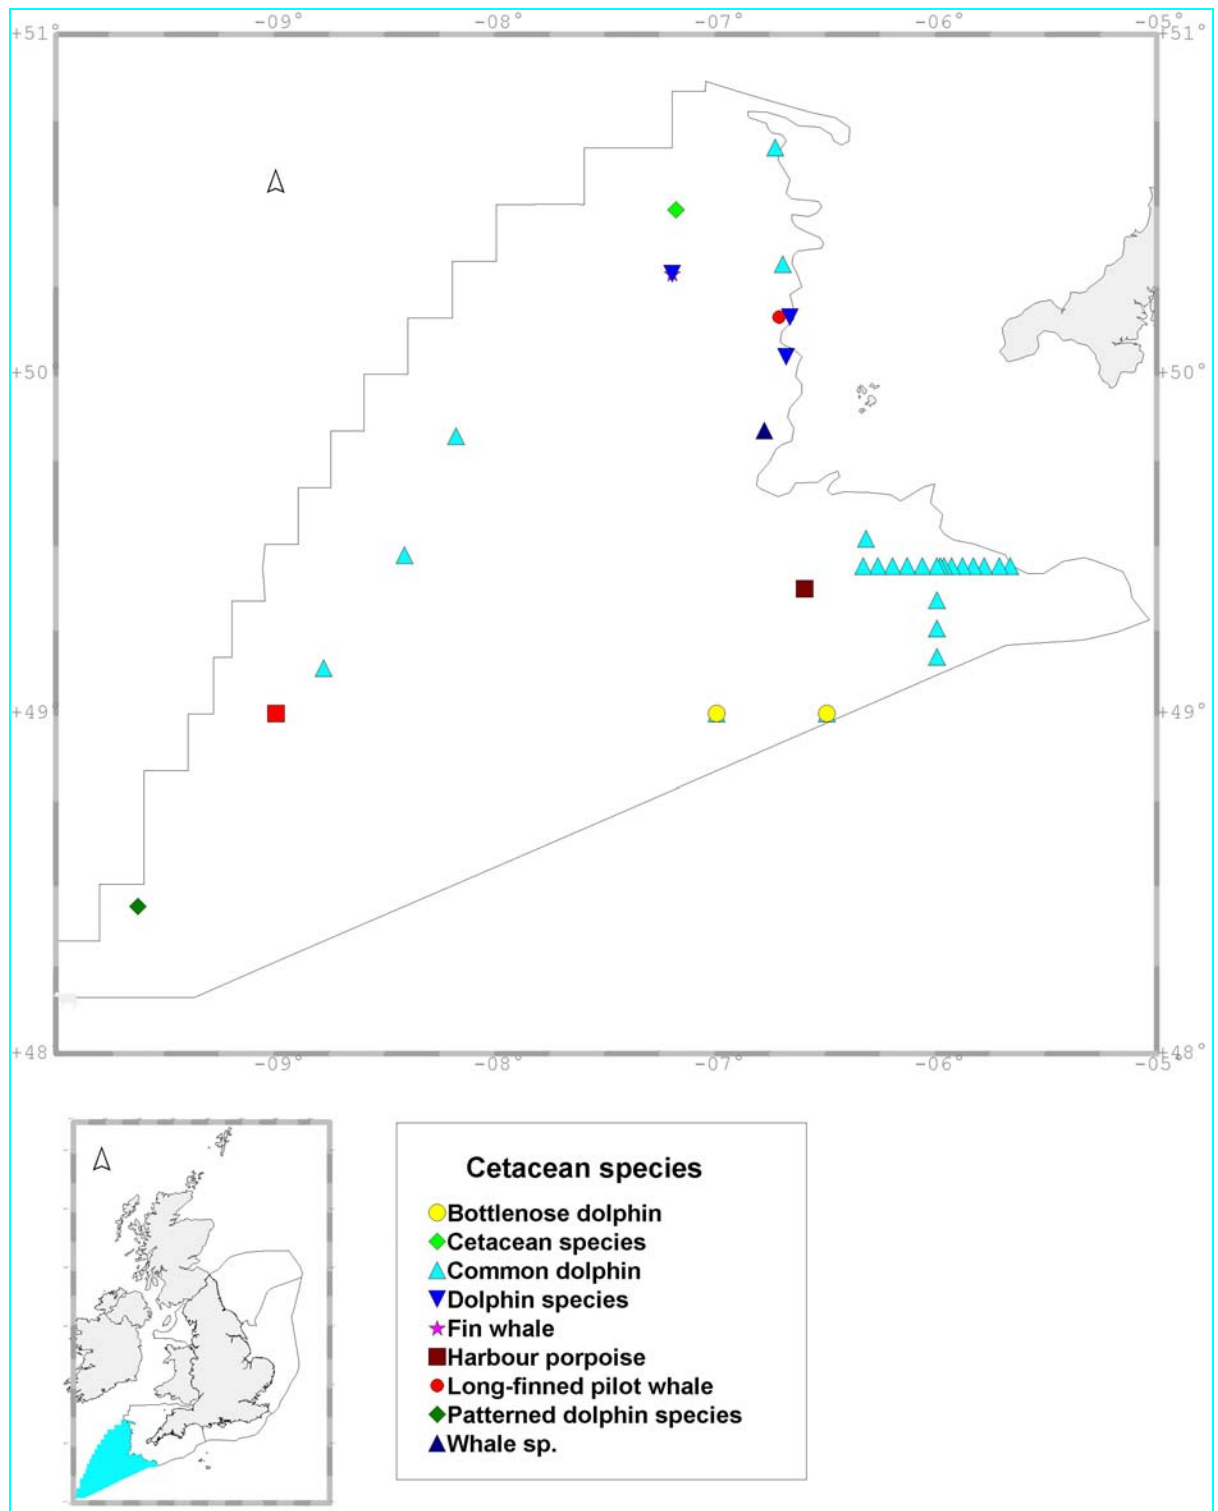 -09° -08° -07° -06° -05°
+51° +51°
+50° +50°
+49° +49°
+48 +48°
-09° -08° -07° -06° -05°
Cetacean species
Bottlenose dolphin
Cetacean species
Common dolphin
Dolphin species
Fin whale
Harbour porpoise
Long-finned pilot whale
Patterned dolphin species
Whale sp.